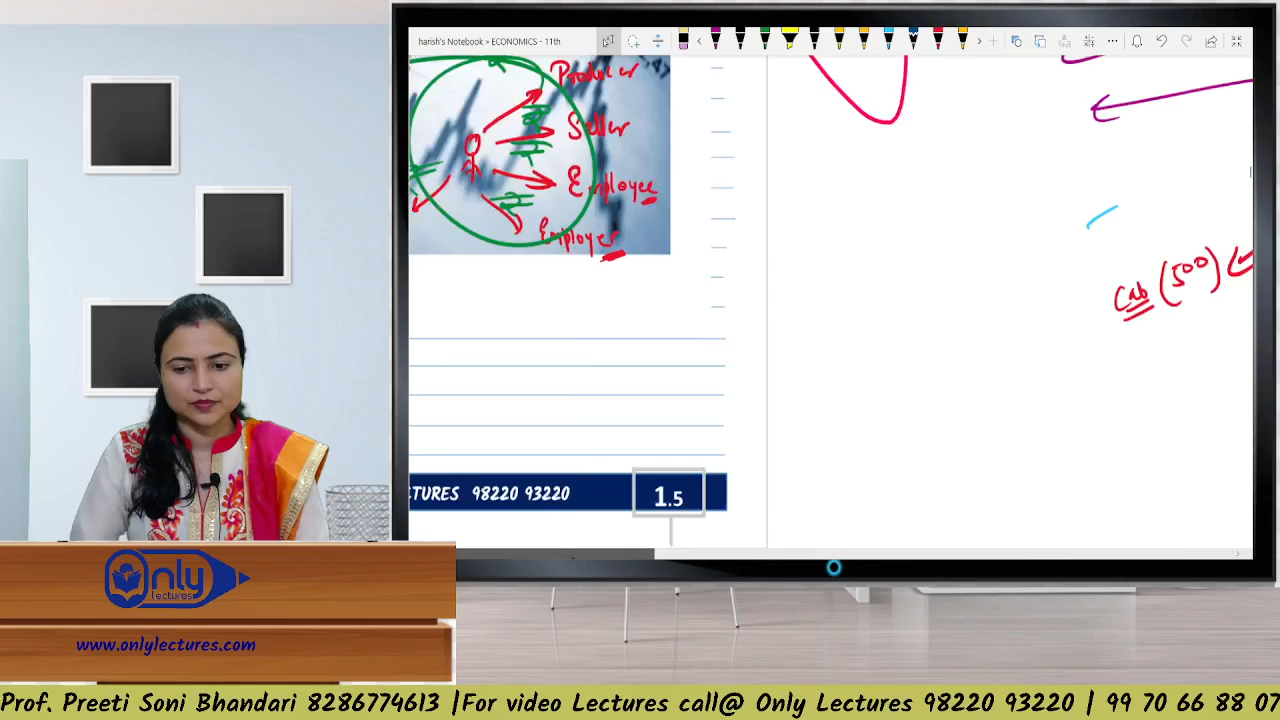 harish's Notebook » ECONOMICS - 11th
Producer
Seller
Employee
Employer
Cab (500)
CTURES 98220 93220
1.5
Only
lectures
www.onlylectures.com
Prof. Preeti Soni Bhandari 8286774613 |For video Lectures call@ Only Lectures 98220 93220 | 99 70 66 88 07